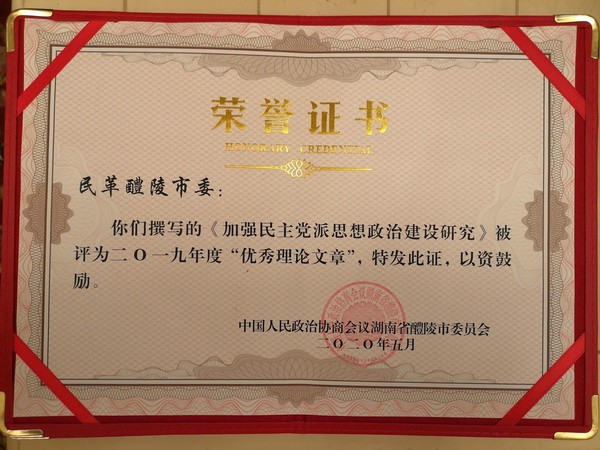 荣誉证书
HONORARY CREDENTIAL
民革醴陵市委：
你们撰写的《加强民主党派思想政治建设研究》被
评为二〇一九年度“优秀理论文章”，特发此证，以资鼓
励。
中国人民政治协商会议湖南省醴陵市委员会
二〇二〇年五月